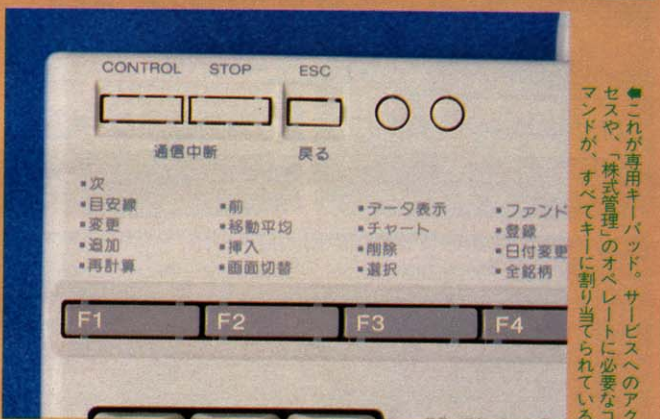 CONTROL STOP ESC
通信中断 戻る
▪次
▪目安線
▪変更
▪追加
▪再計算
▪前
▪移動平均
▪挿入
▪画面切替
▪データ表示
▪チャート
▪削除
▪選択
▪ファンド
▪登録
▪日付変更
▪全銘柄
F1 F2 F3 F4
これが専用キーパッド。サービスへのアク
セスや、「株式管理」のオペレートに必要なコ
マンドが、すべてキーに割り当てられている